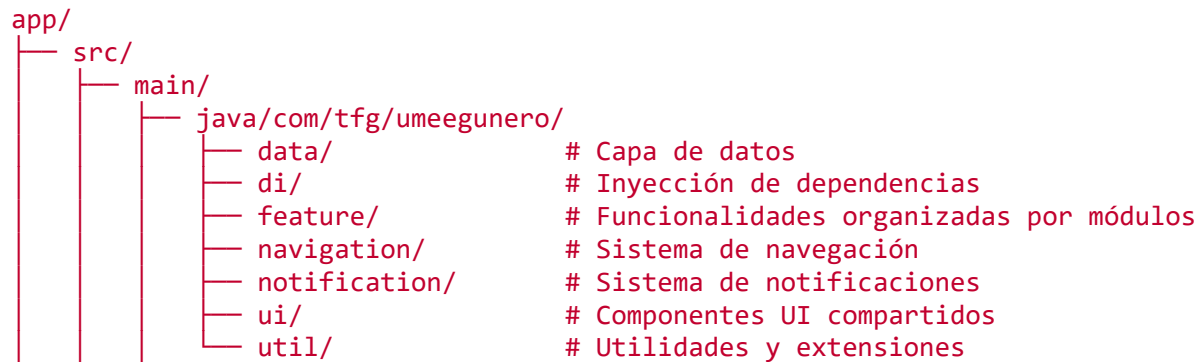 app/
├── src/
│   ├── main/
│   │   ├── java/com/tfg/umeegunero/
│   │   │   ├── data/              # Capa de datos
│   │   │   ├── di/                # Inyección de dependencias
│   │   │   ├── feature/           # Funcionalidades organizadas por módulos
│   │   │   ├── navigation/        # Sistema de navegación
│   │   │   ├── notification/      # Sistema de notificaciones
│   │   │   ├── ui/                # Componentes UI compartidos
│   │   │   └── util/              # Utilidades y extensiones